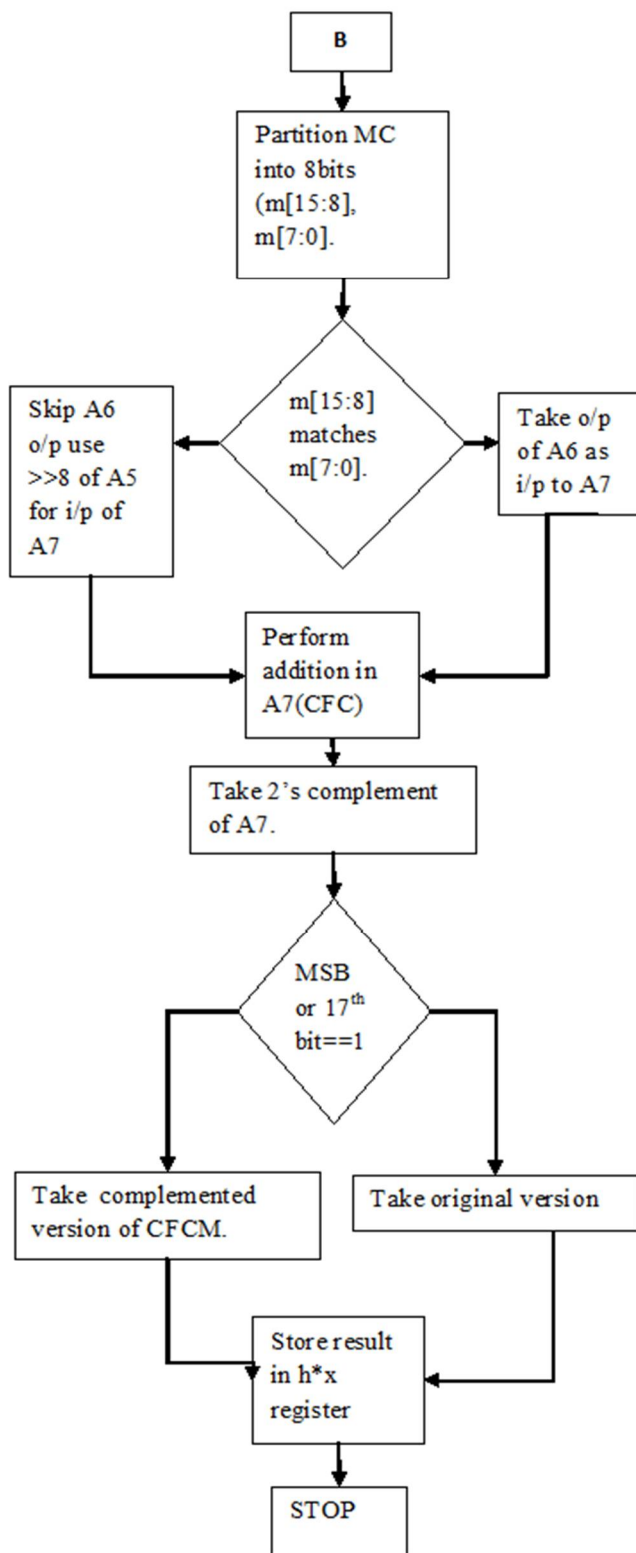 B
Partition MC
into 8bits
(m[15:8],
m[7:0].
m[15:8]
matches
m[7:0].
Skip A6
o/p use
>>8 of A5
for i/p of
A7
Take o/p
of A6 as
i/p to A7
Perform
addition in
A7(CFC)
Take 2’s complement
of A7.
MSB
or 17th
bit==1
Take complemented
version of CFCM.
Take original version
Store result
in h*x
register
STOP